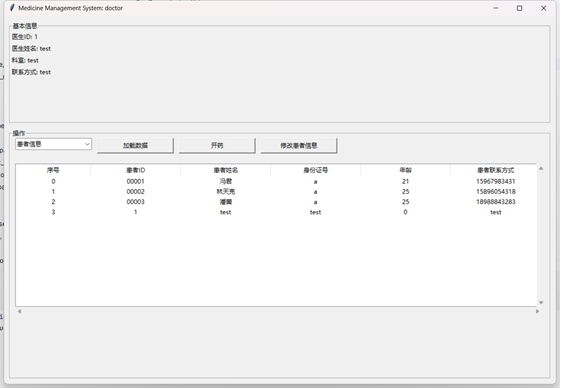 Medicine Management System: doctor
基本信息
医生ID: 1
医生姓名: test
科室: test
联系方式: test
操作
患者信息 加载数据 开药 修改患者信息
序号 患者ID 患者姓名 身份证号 年龄 患者联系方式
0 00001 冯君 a 21 15967983431
1 00002 林天亮 a 25 15896054318
2 00003 潘茵 a 25 18988843283
3 1 test test 0 test